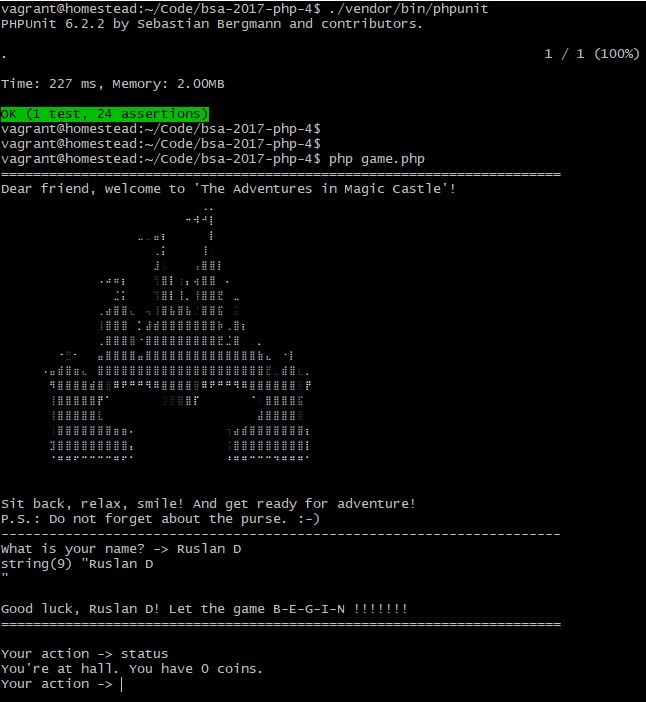 vagrant@homestead:~/Code/bsa-2017-php-4$ ./vendor/bin/phpunit
PHPUnit 6.2.2 by Sebastian Bergmann and contributors.
. 1 / 1 (100%)
Time: 227 ms, Memory: 2.00MB
OK (1 test, 24 assertions)
vagrant@homestead:~/Code/bsa-2017-php-4$
vagrant@homestead:~/Code/bsa-2017-php-4$
vagrant@homestead:~/Code/bsa-2017-php-4$ php game.php
======================================================================
Dear friend, welcome to 'The Adventures in Magic Castle'!
Sit back, relax, smile! And get ready for adventure!
P.S.: Do not forget about the purse. :-)
----------------------------------------------------------------------
What is your name? -> Ruslan D
string(9) "Ruslan D
"
Good luck, Ruslan D! Let the game B-E-G-I-N !!!!!!!
======================================================================
Your action -> status
You're at hall. You have 0 coins.
Your action ->